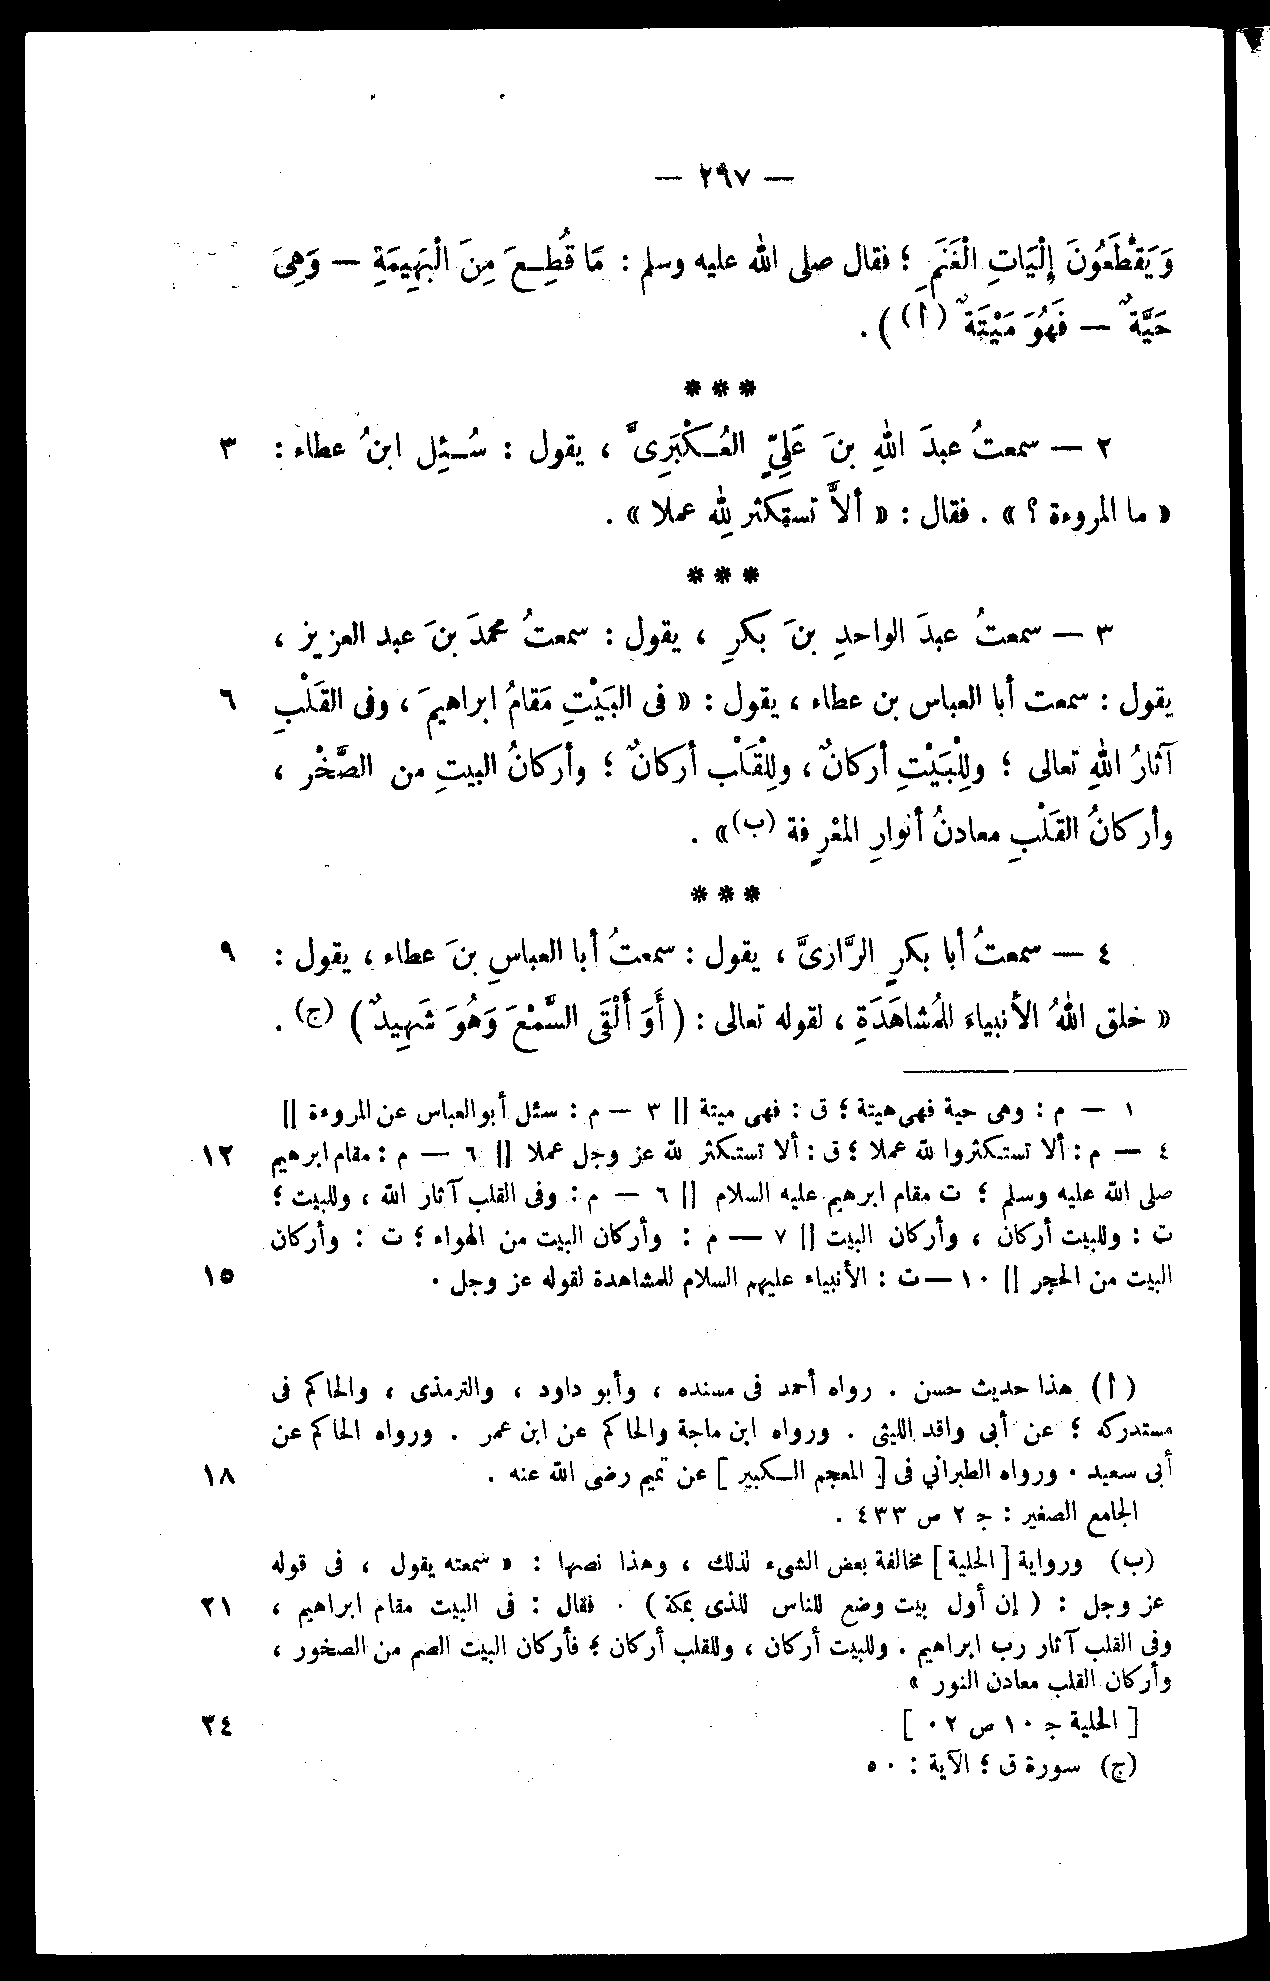 — ٢٩٧ —
وَيَقْطَعُونَ إِلْيَاتِ الْغَنَمِ ؛ فقال صلى الله عليه وسلم : مَا قُطِعَ مِنَ الْبَهِيمَةِ — وَهِىَ
حَيَّةٌ — فَهُوَ مَيْتَةٌ (أ) ) .
***
٢ — سمعتُ عبدَ اللهِ بنَ عَلِيٍّ العُكْبَرِىَّ ، يقول : سُئِل ابنُ عطاء : ٣
« ما المروءة ؟ » . فقال : « ألاَّ تستكثر لِلّه عملا » .
***
٣ — سمعتُ عبدَ الواحدِ بنَ بكرٍ ، يقول : سمعتُ محمدَ بنَ عبد العزيز ،
يقول : سمعت أبا العباس بن عطاء ، يقول : « فى البَيْتِ مَقامُ ابراهيمَ ، وفى القَلْبِ ٦
آثارُ اللهِ تعالى ؛ ولِلْبَيْتِ أركانٌ ، ولِلْقَلْب أركانٌ ؛ وأركانُ البيتِ من الصَّخْر ،
وأركانُ القَلْبِ معادنُ أنوارِ المعْرِفة (ب) » .
***
٤ — سمعتُ أبا بكرٍ الرَّازىَّ ، يقول : سمعتُ أبا العباسِ بنَ عطاء ، يقول : ٩
« خلق اللهُ الأنبياءَ للمُشاهَدَةِ ، لقوله تعالى : ( أَوَ أَلْقَى السَّمْعَ وَهُوَ شَهِيدٌ ) (ج) .
١ — م : وهى حية فهى هيتة ؛ ق : فهى ميتة || ٣ — م : سئل أبو العباس عن المروءة ||
٤ — م : ألا تستكثروا لله عملا ؛ ق : ألا تستكثر لله عز وجل عملا || ٦ — م : مقام ابرهيم ١٢
صلى الله عليه وسلم ؛ ت مقام ابرهيم عليه السلام || ٦ — م : وفى القلب آثار الله ، وللبيت ؛
ت : وللبيت أركان ، وأركان البيت || ٧ — م : وأركان البيت من الهواء ؛ ت : وأركان
البيت من الحجر || ١٠ — ت : الأنبياء عليهم السلام للمشاهدة لقوله عز وجل . ١٥
(أ) هذا حديث حسن . رواه أحمد فى مسنده ، وأبو داود ، والترمذى ، والحاكم فى
مستدركه ؛ عن أبى واقد الليثى . ورواه ابن ماجة والحاكم عن ابن عمر . ورواه الحاكم عن
أبى سعيد . ورواه الطبراني فى [ المعجم الكبير ] عن تميم رضى الله عنه . ١٨
الجامع الصغير : ج ٢ ص ٤٣٣ .
(ب) ورواية [ الحلية ] مخالفة بعض الشىء لذلك ، وهذا نصها : « سمعته يقول ، فى قوله
عز وجل : ( إن أول بيت وضع للناس للذى بمكة ) . فقال : فى البيت مقام ابراهيم ، ٢١
وفى القلب آثار رب ابراهيم . وللبيت أركان ، وللقلب أركان ؛ فأركان البيت الصم من الصخور ،
وأركان القلب معادن النور »
[ الحلية ج ١٠ ص ٠٢ ] ٢٤
(ج) سورة ق ؛ الآية : ٥٠